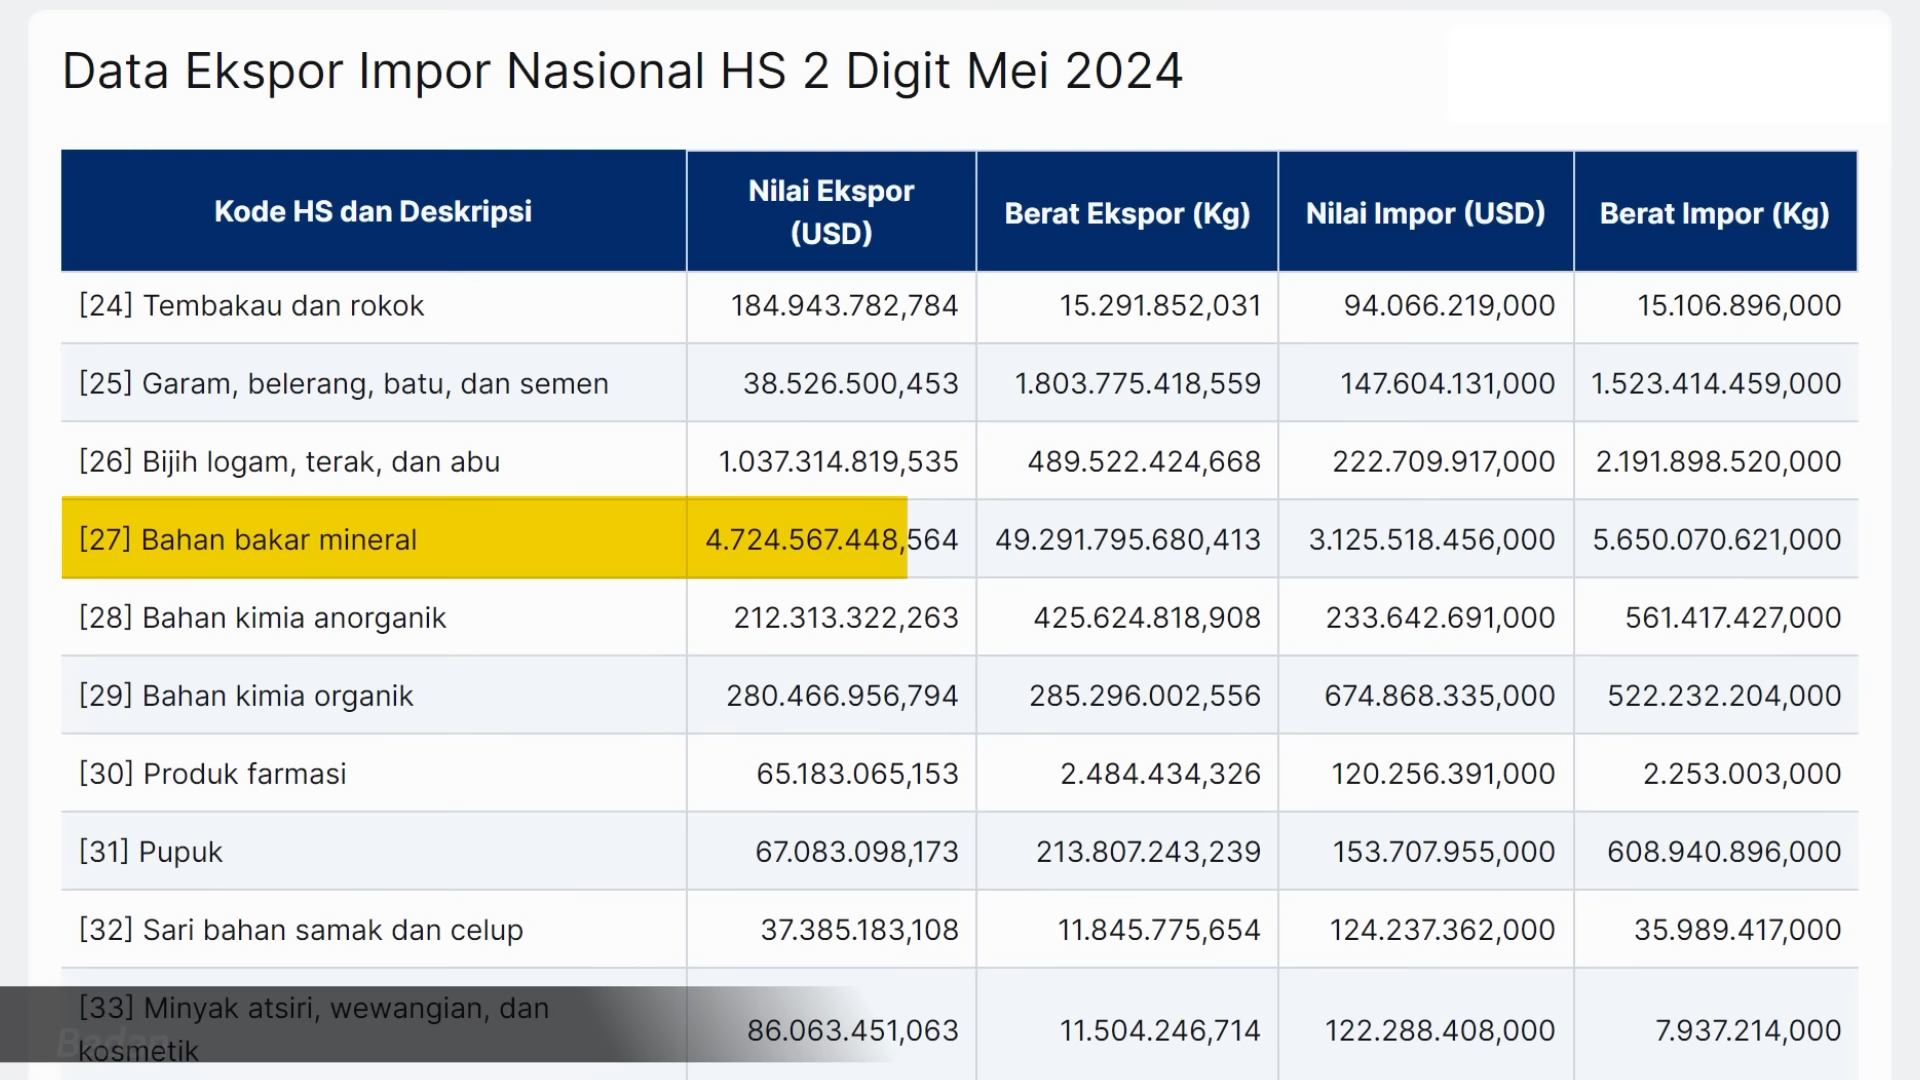 Data Ekspor Impor Nasional HS 2 Digit Mei 2024
Kode HS dan Deskripsi
Nilai Ekspor
(USD)
Berat Ekspor (Kg)
Nilai Impor (USD)
Berat Impor (Kg)
[24] Tembakau dan rokok 184.943.782,784 15.291.852,031 94.066.219,000 15.106.896,000
[25] Garam, belerang, batu, dan semen 38.526.500,453 1.803.775.418,559 147.604.131,000 1.523.414.459,000
[26] Bijih logam, terak, dan abu 1.037.314.819,535 489.522.424,668 222.709.917,000 2.191.898.520,000
[27] Bahan bakar mineral 4.724.567.448,564 49.291.795.680,413 3.125.518.456,000 5.650.070.621,000
[28] Bahan kimia anorganik 212.313.322,263 425.624.818,908 233.642.691,000 561.417.427,000
[29] Bahan kimia organik 280.466.956,794 285.296.002,556 674.868.335,000 522.232.204,000
[30] Produk farmasi 65.183.065,153 2.484.434,326 120.256.391,000 2.253.003,000
[31] Pupuk 67.083.098,173 213.807.243,239 153.707.955,000 608.940.896,000
[32] Sari bahan samak dan celup 37.385.183,108 11.845.775,654 124.237.362,000 35.989.417,000
[33] Minyak atsiri, wewangian, dan
kosmetik
86.063.451,063 11.504.246,714 122.288.408,000 7.937.214,000